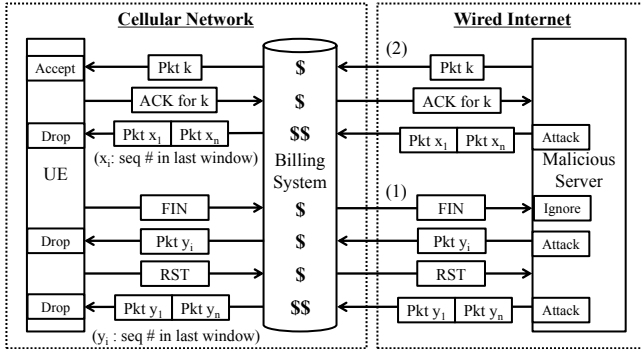 Cellular Network Wired Internet
(2)
Accept Pkt k $ Pkt k
ACK for k $ ACK for k
Drop Pkt x₁ Pkt xₙ $$ Pkt x₁ Pkt xₙ Attack
(xᵢ: seq # in last window)
UE Billing System Malicious Server
(1)
FIN $ FIN Ignore
Drop Pkt yᵢ $ Pkt yᵢ Attack
RST $ RST
Drop Pkt y₁ Pkt yₙ $$ Pkt y₁ Pkt yₙ Attack
(yᵢ : seq # in last window)